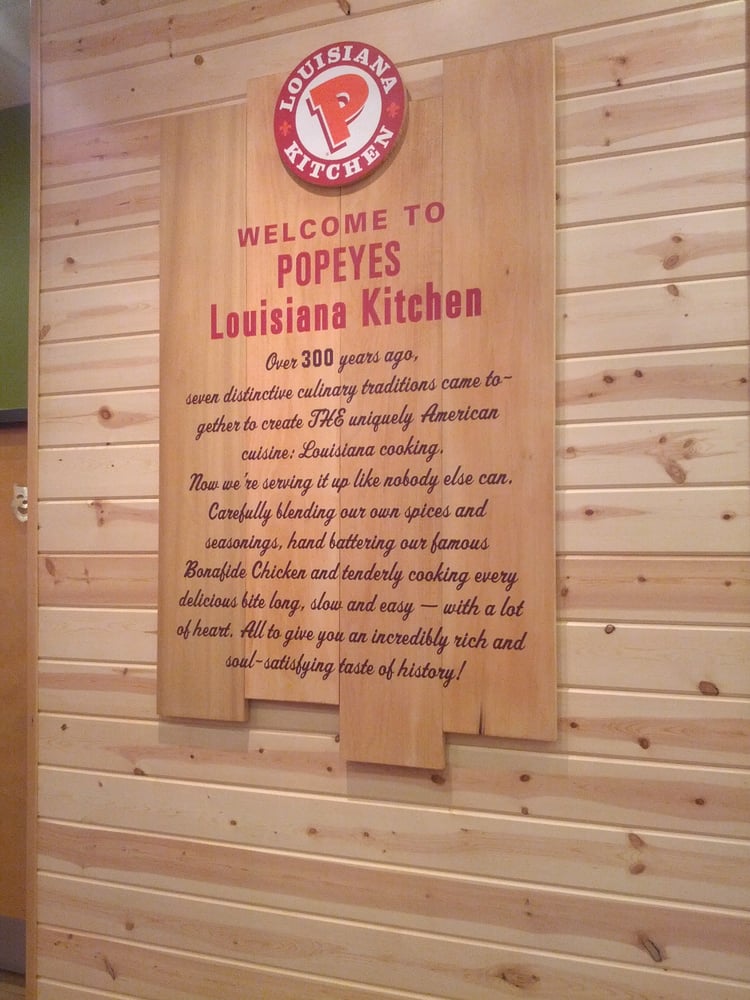 LOUISIANA
P
KITCHEN
WELCOME TO
POPEYES
Louisiana Kitchen
Over 300 years ago,
seven distinctive culinary traditions came to-
gether to create THE uniquely American
cuisine: Louisiana cooking.
Now we're serving it up like nobody else can.
Carefully blending our own spices and
seasonings, hand battering our famous
Bonafide Chicken and tenderly cooking every
delicious bite long, slow and easy — with a lot
of heart. All to give you an incredibly rich and
soul-satisfying taste of history!